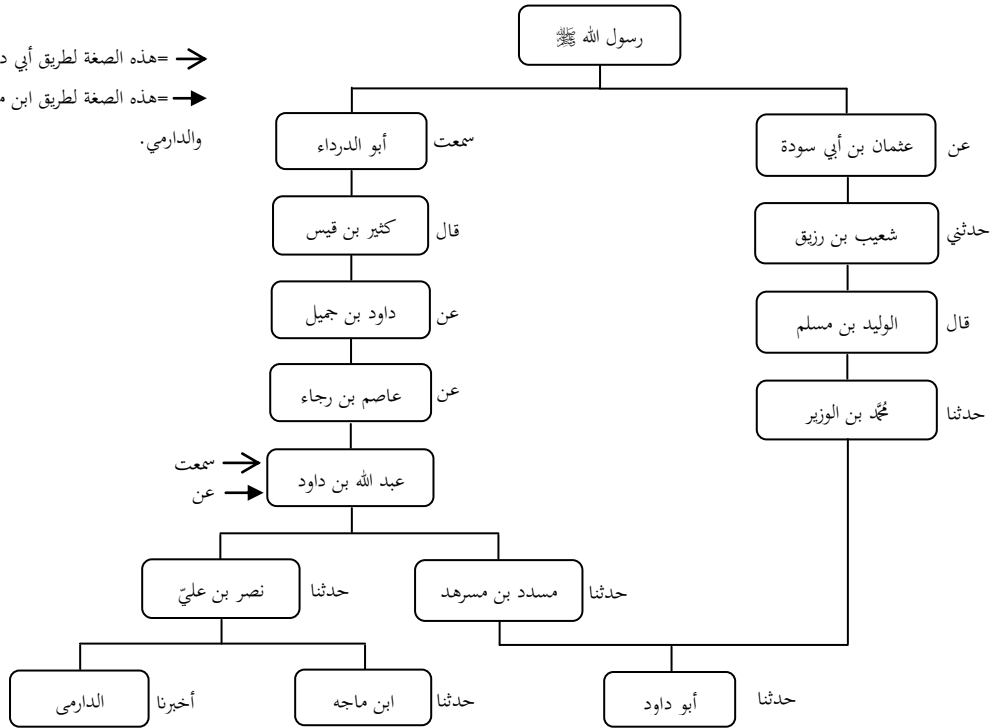 رسول الله ﷺ
=هذه الصغة لطريق أبي
=هذه الصغة لطريق ابن
والدارمي.
عن
عثمان بن أبي سودة
سمعت
أبو الدرداء
حدثني
شعيب بن رزيق
قال
كثير بن قيس
قال
الوليد بن مسلم
عن
داود بن جميل
حدثنا
محمَّد بن الوزير
عن
عاصم بن رجاء
عبد الله بن داود
سمعت
عن
حدثنا
مسدد بن مسرهد
حدثنا
نصر بن عليّ
حدثنا
أبو داود
حدثنا
ابن ماجه
أخبرنا
الدارمى